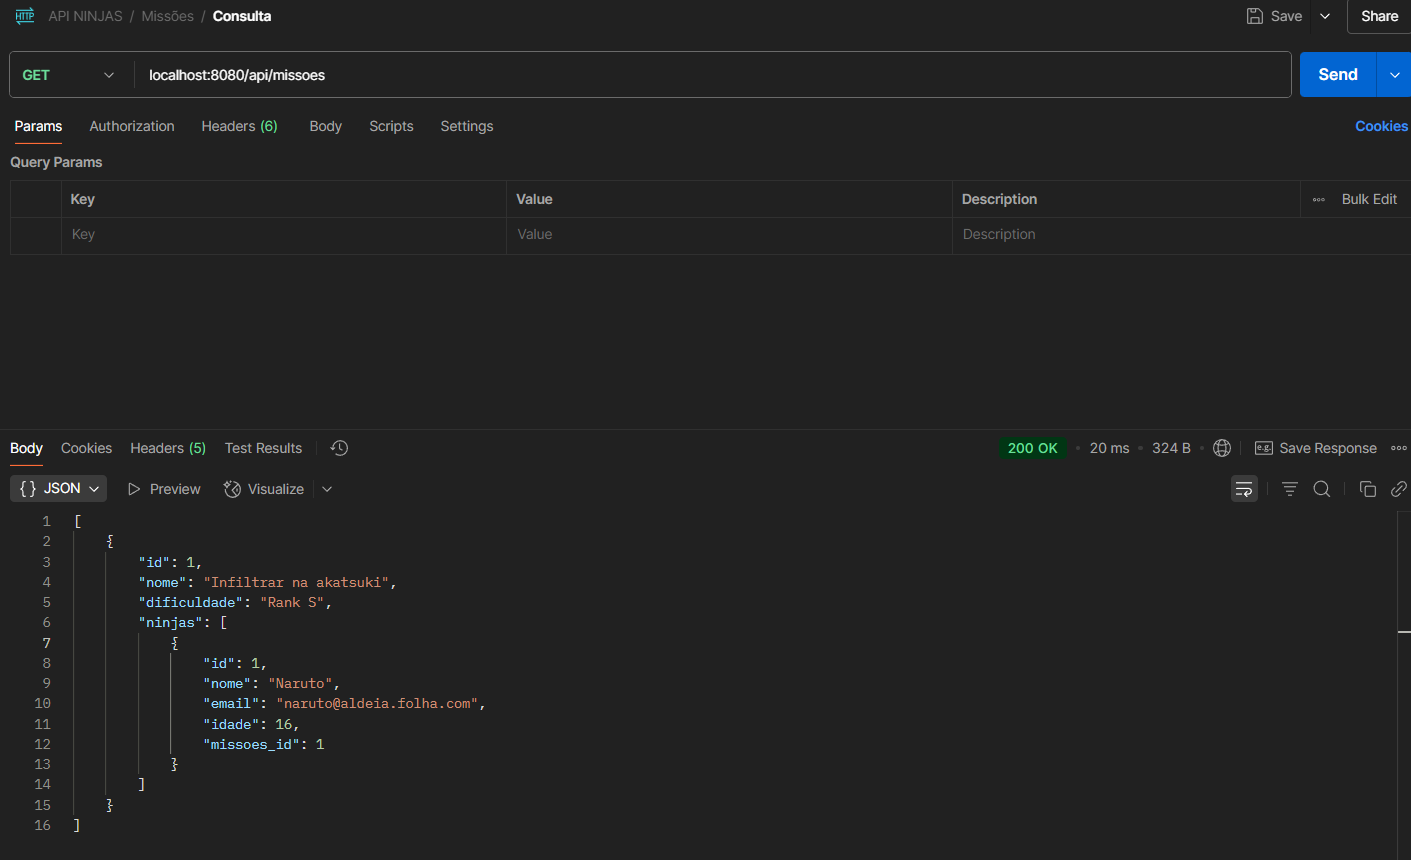 HTTP API NINJAS / Missões / Consulta Save Share
GET localhost:8080/api/missoes Send
Params Authorization Headers (6) Body Scripts Settings Cookies
Query Params
Key Value Description Bulk Edit
Key Value Description
Body Cookies Headers (5) Test Results 200 OK 20 ms 324 B e.g. Save Response
{} JSON Preview Visualize
1 [
2 {
3 "id": 1,
4 "nome": "Infiltrar na akatsuki",
5 "dificuldade": "Rank S",
6 "ninjas": [
7 {
8 "id": 1,
9 "nome": "Naruto",
10 "email": "naruto@aldeia.folha.com",
11 "idade": 16,
12 "missoes_id": 1
13 }
14 ]
15 }
16 ]